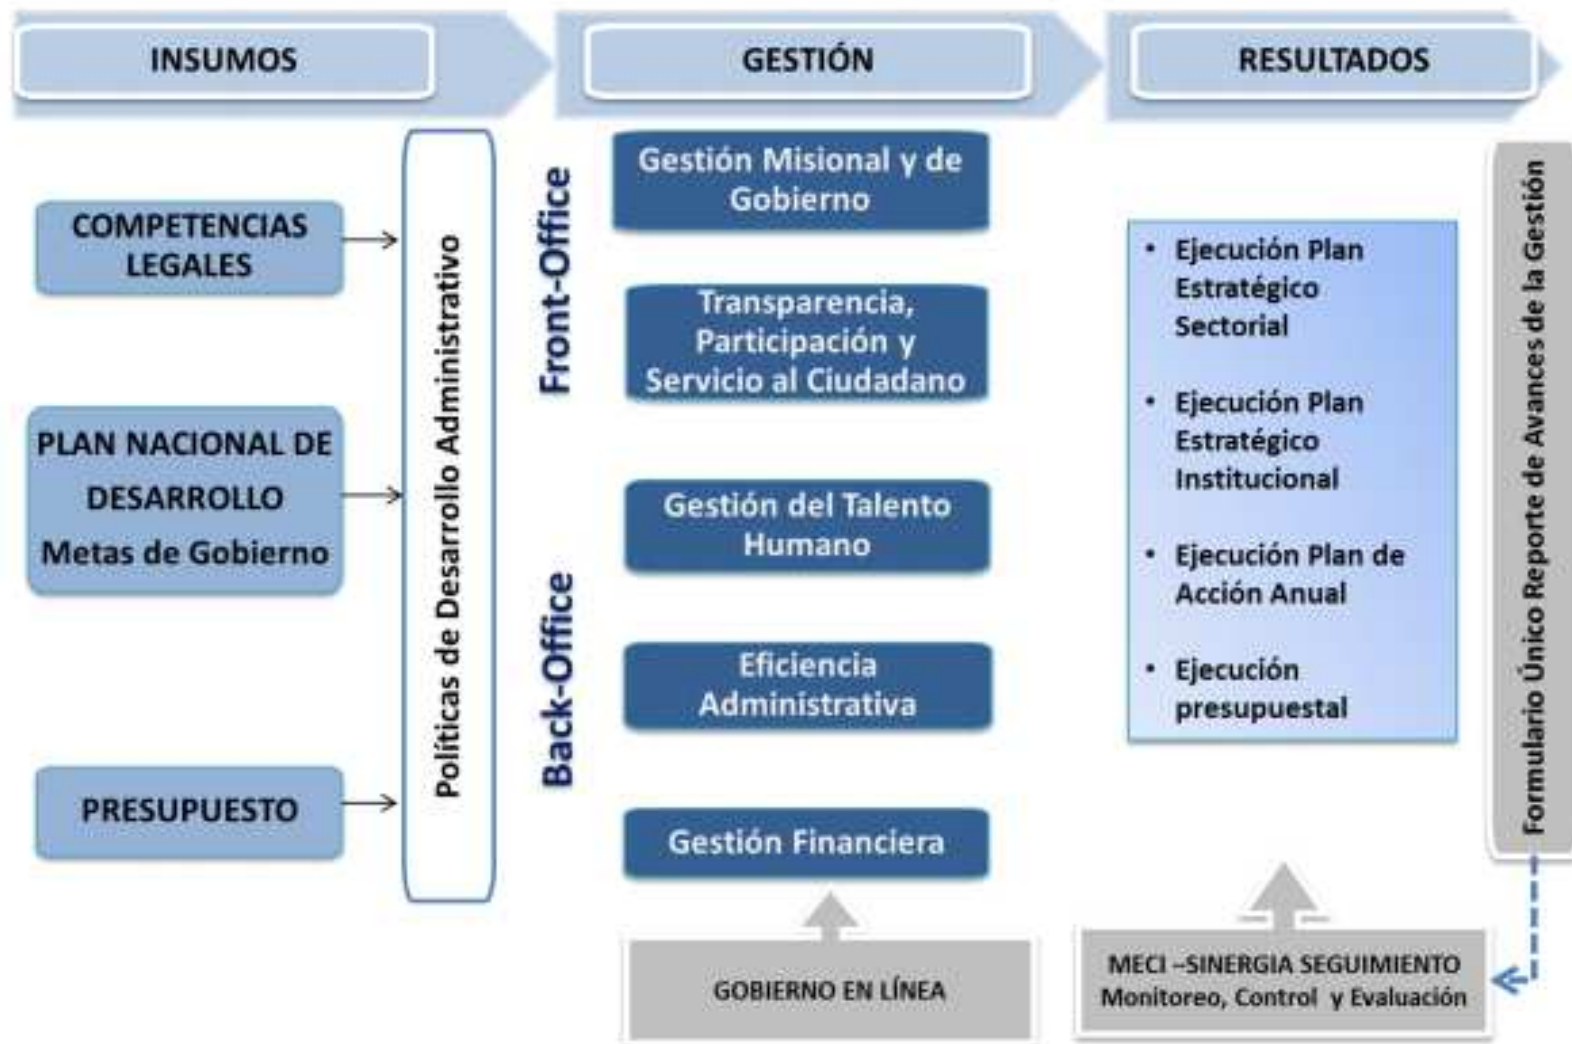 INSUMOS
GESTIÓN
RESULTADOS
COMPETENCIAS
LEGALES
PLAN NACIONAL DE
DESARROLLO
Metas de Gobierno
PRESUPUESTO
Políticas de Desarrollo Administrativo
Front-Office
Back-Office
Gestión Misional y de
Gobierno
Transparencia,
Participación y
Servicio al Ciudadano
Gestión del Talento
Humano
Eficiencia
Administrativa
Gestión Financiera
GOBIERNO EN LÍNEA
• Ejecución Plan
Estratégico
Sectorial
• Ejecución Plan
Estratégico
Institucional
• Ejecución Plan de
Acción Anual
• Ejecución
presupuestal
MECI –SINERGIA SEGUIMIENTO
Monitoreo, Control y Evaluación
Formulario Único Reporte de Avances de la Gestión